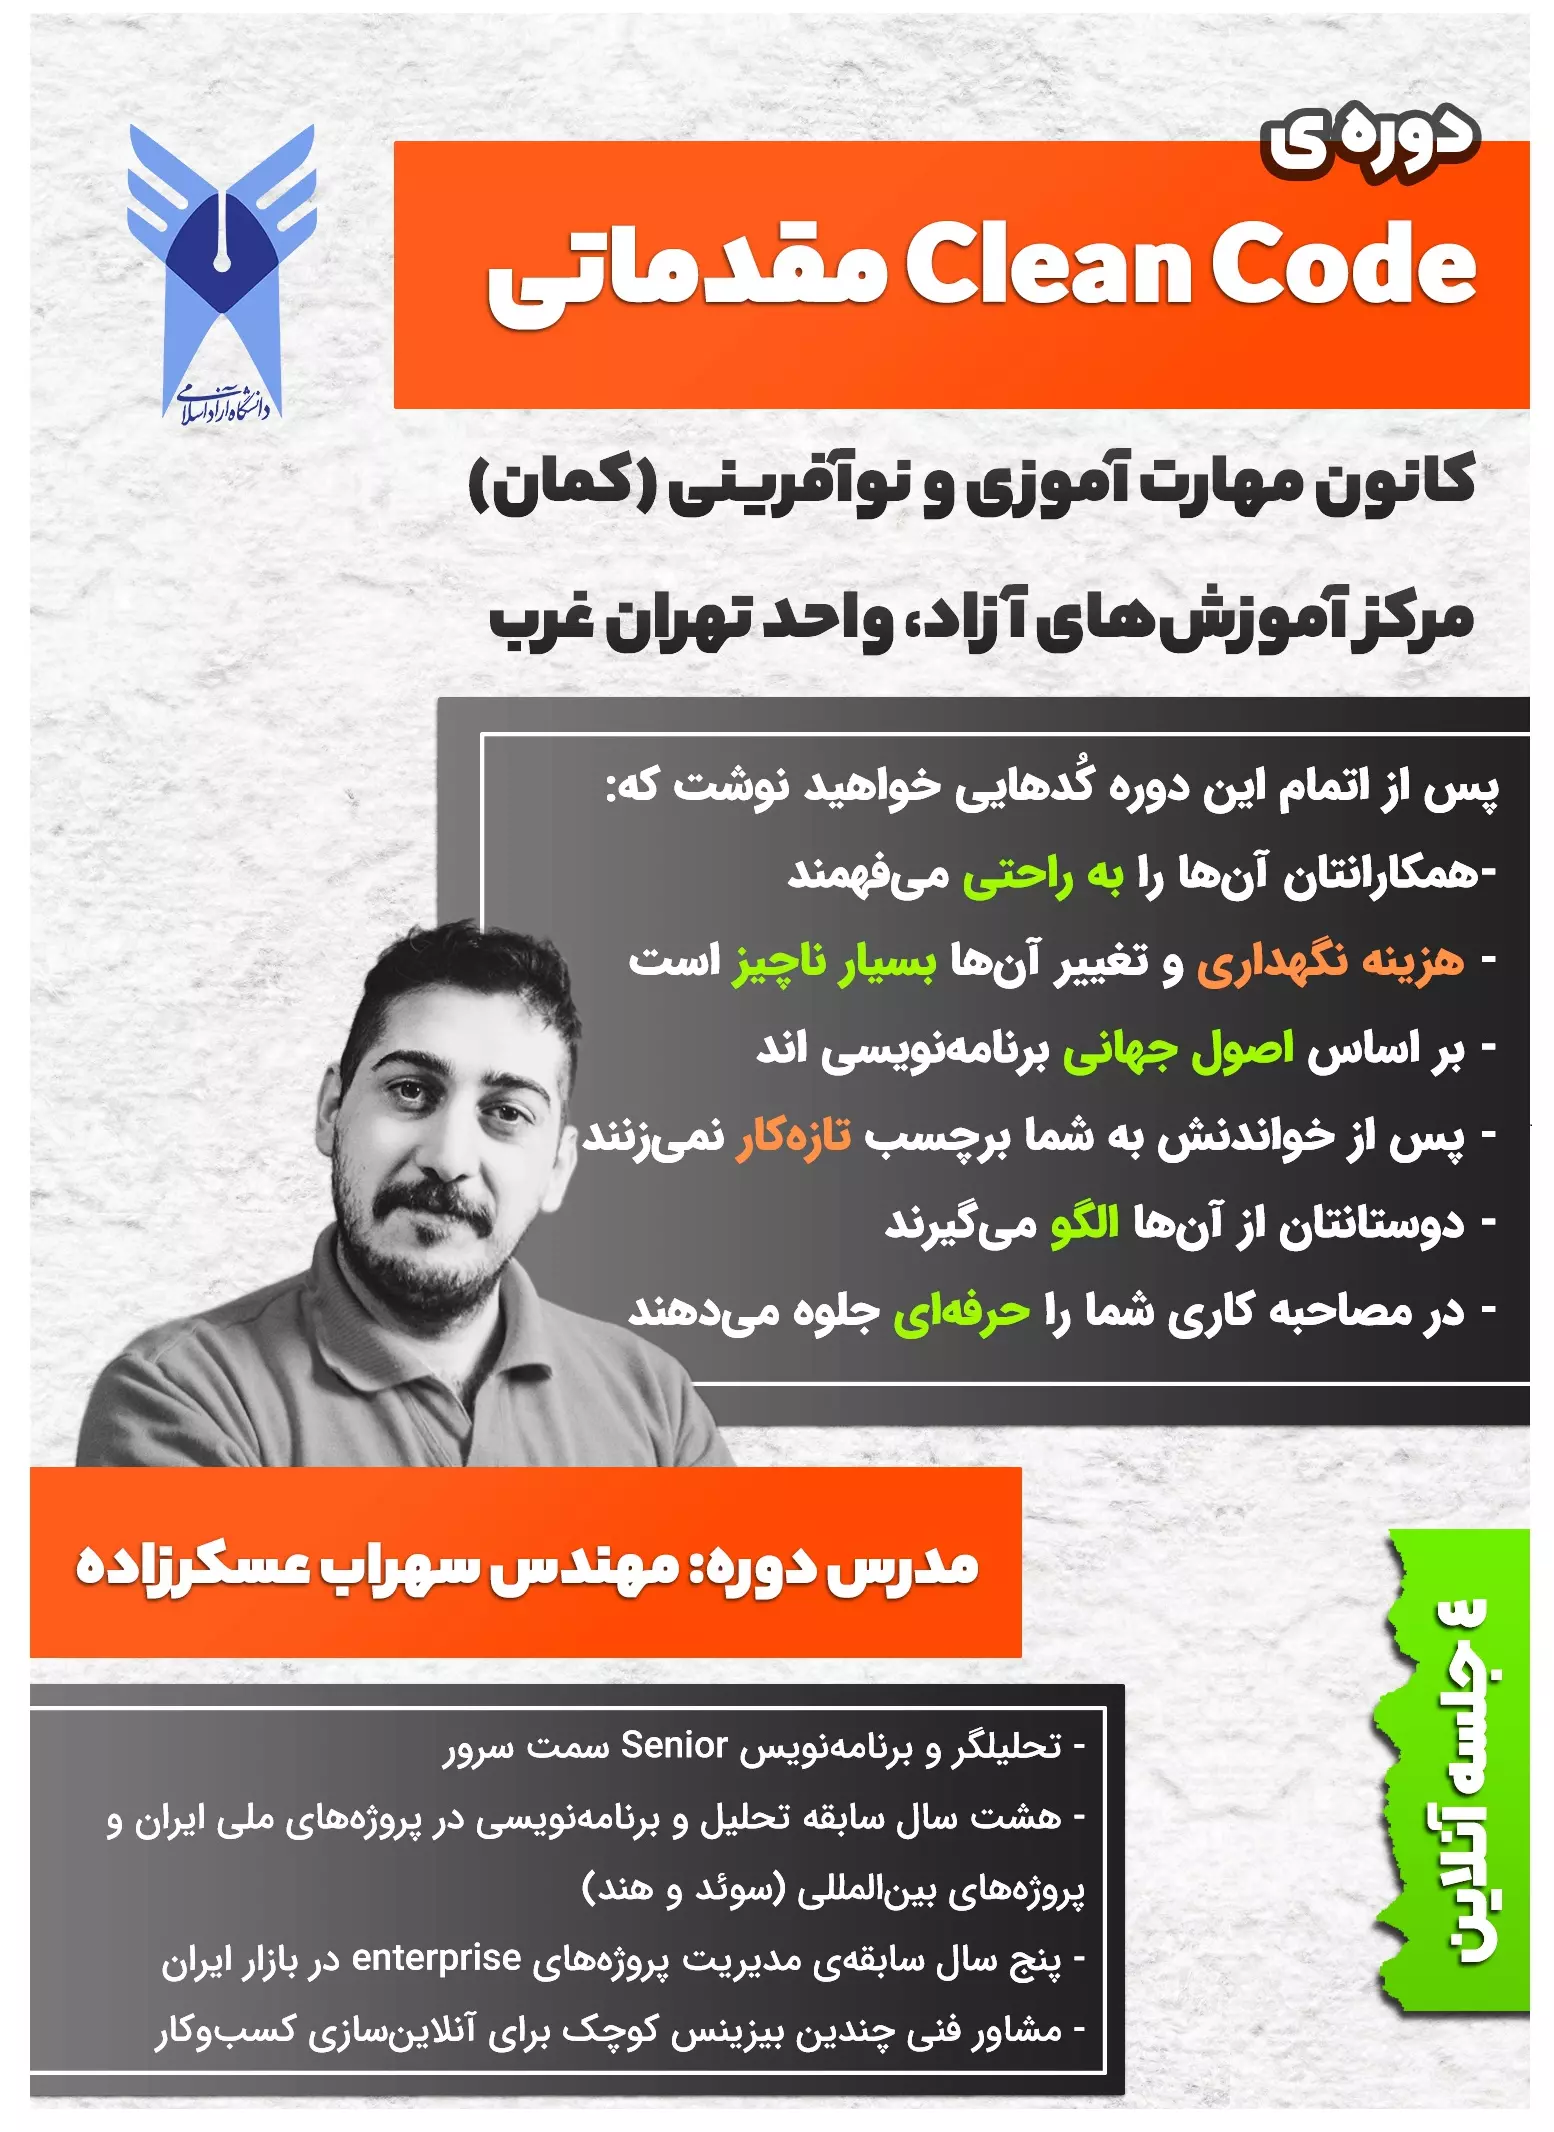 دوره ی
Clean Code مقدماتی
دانشگاه آزاد اسلامی
کانون مهارت آموزی و نوآفرینی (کمان)
مرکز آموزش‌های آزاد، واحد تهران غرب
پس از اتمام این دوره کُدهایی خواهید نوشت که:
-همکارانتان آن‌ها را به راحتی می‌فهمند
- هزینه نگهداری و تغییر آن‌ها بسیار ناچیز است
- بر اساس اصول جهانی برنامه‌نویسی اند
- پس از خواندنش به شما برچسب تازه‌کار نمی‌زنند
- دوستانتان از آن‌ها الگو می‌گیرند
- در مصاحبه کاری شما را حرفه‌ای جلوه می‌دهند
مدرس دوره: مهندس سهراب عسکرزاده
٤ جلسه آنلاین
- تحلیلگر و برنامه‌نویس Senior سمت سرور
- هشت سال سابقه تحلیل و برنامه‌نویسی در پروژه‌های ملی ایران و
پروژه‌های بین‌المللی (سوئد و هند)
- پنج سال سابقه‌ی مدیریت پروژه‌های enterprise در بازار ایران
- مشاور فنی چندین بیزینس کوچک برای آنلاین‌سازی کسب‌وکار